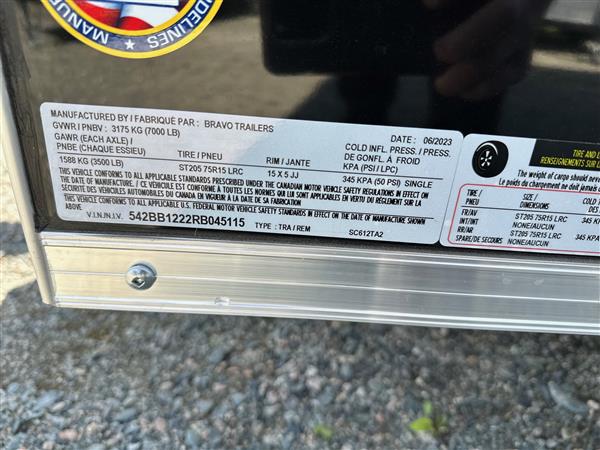 MANUF
DELINES
MANUFACTURED BY / FABRIQUÉ PAR : BRAVO TRAILERS
DATE : 06/2023
GVWR / PNBV : 3175 KG (7000 LB)
GAWR (EACH AXLE) /
PNBE (CHAQUE ESSIEU)
TIRE / PNEU
RIM / JANTE
COLD INFL. PRESS. / PRESS.
DE GONFL. À FROID
KPA (PSI / LPC)
1588 KG (3500 LB)
ST205 75R15 LRC
15 X 5 JJ
345 KPA (50 PSI) SINGLE
THIS VEHICLE CONFORMS TO ALL APPLICABLE STANDARDS PRESCRIBED UNDER THE CANADIAN MOTOR VEHICLE SAFETY REGULATIONS IN EFFECT ON
THE DATE OF MANUFACTURE. / CE VÉHICULE EST CONFORME À TOUTES LES NORMES QUI LUI SONT APPLICABLES EN VERTU DU RÈGLEMENT SUR LA
SÉCURITÉ DES VÉHICULES AUTOMOBILES DU CANADA EN VIGUEUR À LA DATE DE SA FABRICATION.
THIS VEHICLE CONFORMS TO ALL APPLICABLE U.S. FEDERAL MOTOR VEHICLE SAFETY STANDARDS IN EFFECT ON THE DATE OF MANUFACTURE SHOWN
ABOVE
V.I.N./N.I.V. 542BB1222RB045115
TYPE : TRA / REM
SC612TA2
TIRE AND L
RENSEIGNEMENTS SUR L
The weight of cargo should never
Le poids du chargement ne doit jamais
TIRE /
PNEU
SIZE /
DIMENSIONS
COLD
DE GO
FR/AV
ST205 75R15 LRC
345 K
INT/INT
NONE/AUCUN
RR/AR
ST205 75R15 LRC
345 K
SPARE/DE SECOURS
NONE/AUCUN